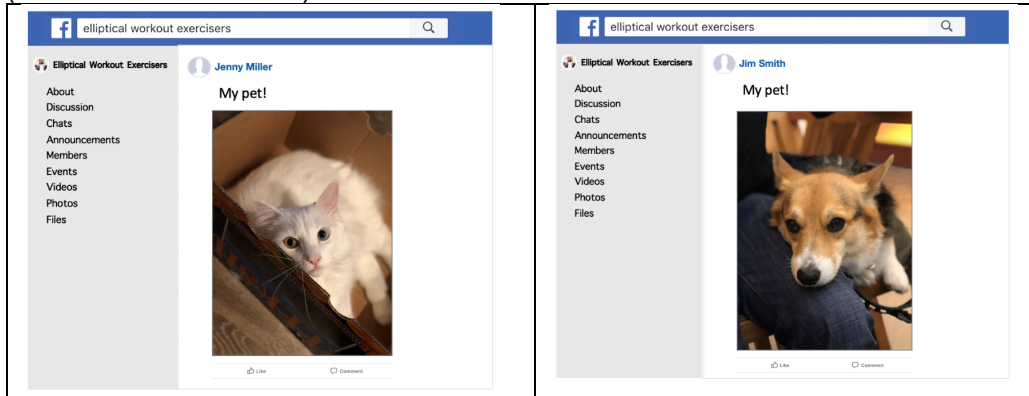 elliptical workout exercisers
Elliptical Workout Exercisers
Jenny Miller
My pet!
About
Discussion
Chats
Announcements
Members
Events
Videos
Photos
Files
Like Comment
elliptical workout exercisers
Elliptical Workout Exercisers
Jim Smith
My pet!
About
Discussion
Chats
Announcements
Members
Events
Videos
Photos
Files
Like Comment